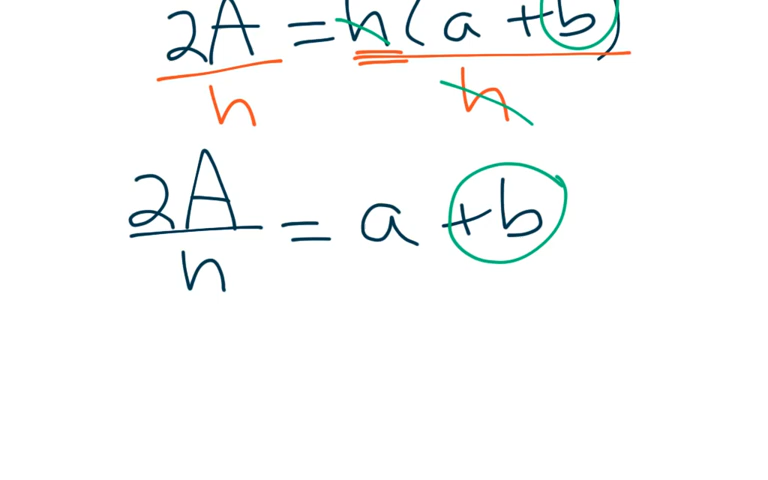 2A = h(a + b)
h h
2A = a + b
h